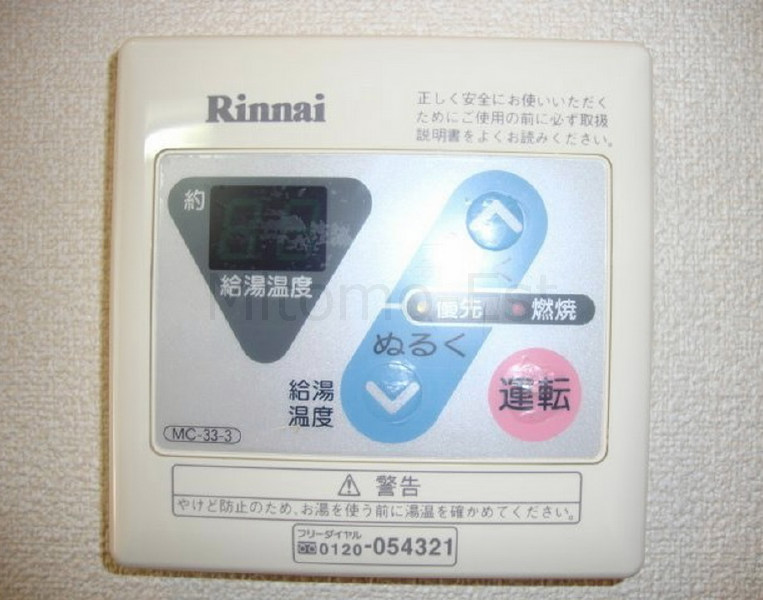 Rinnai
正しく安全にお使いいただく
ためにご使用の前に必ず取扱
説明書をよくお読みください。
約
給湯温度
優先
燃焼
ぬるく
給湯
温度
運転
MC-33-3
警告
やけど防止のため、お湯を使う前に湯温を確かめてください。
フリーダイヤル
0120-054321